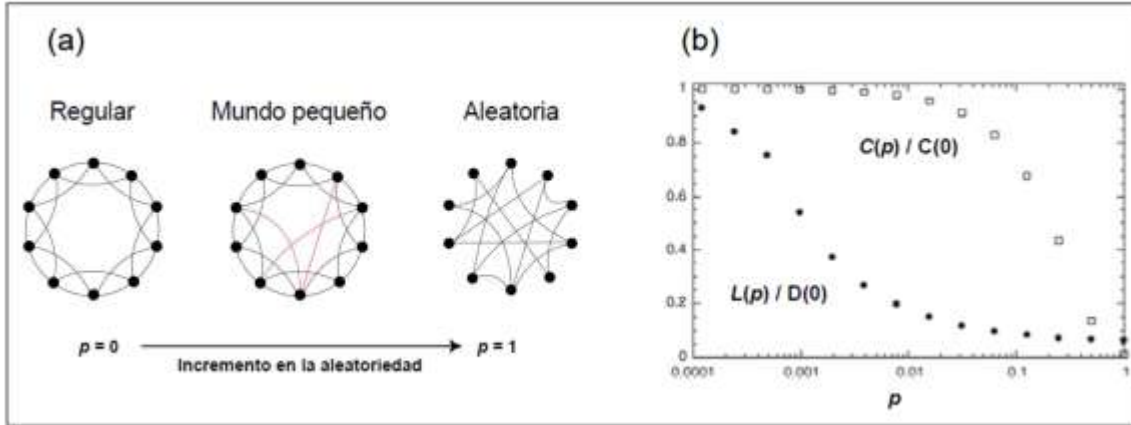 (a)
Regular
Mundo pequeño
Aleatoria
p = 0
p = 1
Incremento en la aleatoriedad
(b)
1
0.8
0.6
0.4
0.2
0
C(p) / C(0)
L(p) / D(0)
0.0001
0.001
0.01
0.1
1
p